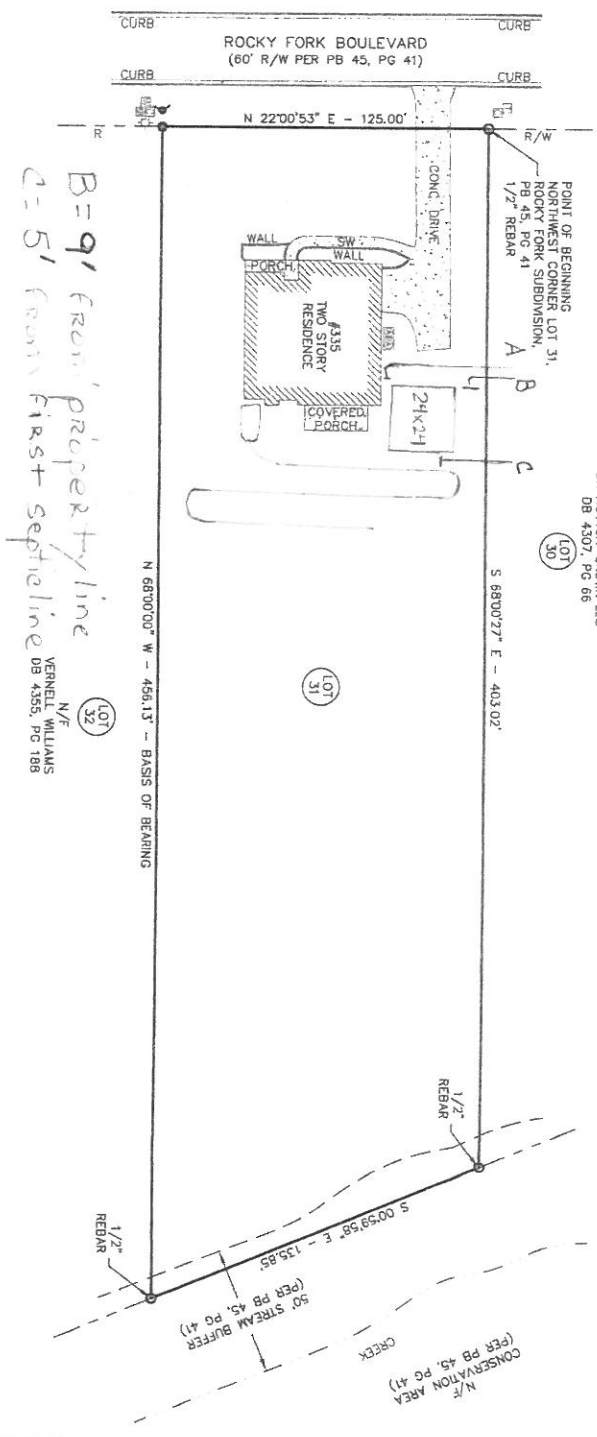 CURB
CURB
ROCKY FORK BOULEVARD
(60' R/W PER PB 45, PG 41)
CURB
CURB
N 22°00'53" E - 125.00'
R
R/W
POINT OF BEGINNING
NORTHWEST CORNER LOT 31,
ROCKY FORK SUBDIVISION,
PB 45, PG 41
1/2" REBAR
CONC. DRIVE
WALL
SW
WALL
PORCH
#335
TWO STORY
RESIDENCE
COVERED
PORCH
24x24
A
B
C
DB 4307, PG 66
LOT
30
S 68°00'27" E - 403.02'
LOT
31
N 68°00'00" W - 456.13' - BASIS OF BEARING
B = 9' from property line
C = 5' from first septicline
LOT
32
N/F
VERNELL WILLIAMS
DB 4355, PG 188
1/2"
REBAR
S 00°59'58" E - 135.85'
1/2"
REBAR
50' STREAM BUFFER
(PER PB 45, PG 41)
CREEK
N/F
CONSERVATION AREA
(PER PB 45, PG 41)